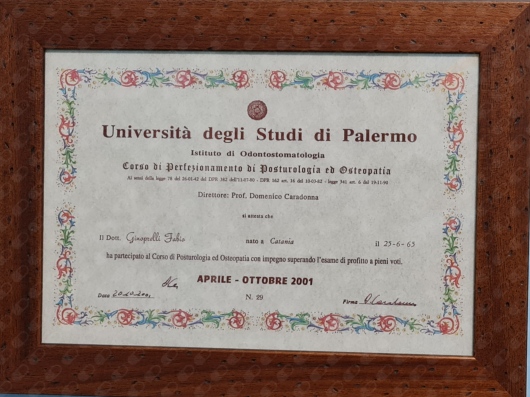 Università degli Studi di Palermo
Istituto di Odontostomatologia
Corso di Perfezionamento di Posturologia ed Osteopatia
Direttore: Prof. Domenico Caradonna
si attesta che
Il Dott. Fabio nato a Catania il 25-6-63
ha partecipato al Corso di Posturologia ed Osteopatia con impegno superando l'esame di profitto a pieni voti.
APRILE - OTTOBRE 2001
Data N. 29 Firma